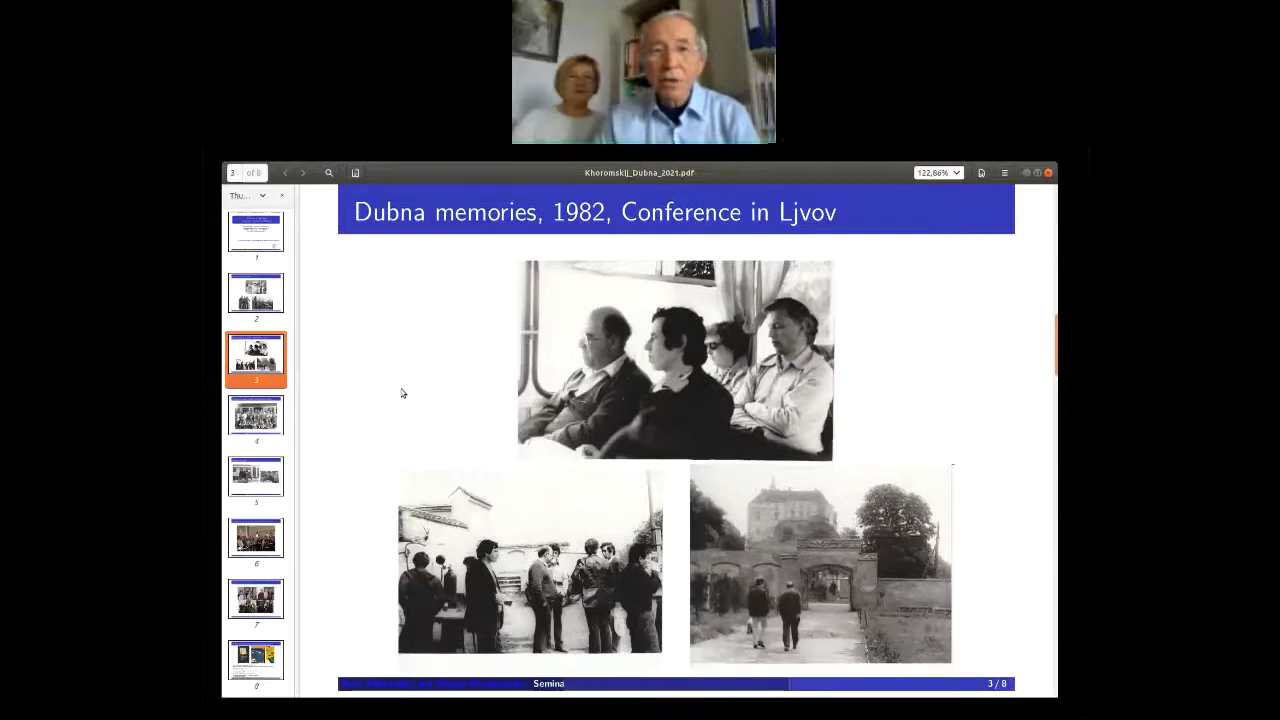 3 of 8
Khoromskij_Dubna_2021.pdf
122,86%
Thu...
Dubna memories, 1982, Conference in Ljvov
1
2
3
4
5
6
7
8
Semina
3 / 8